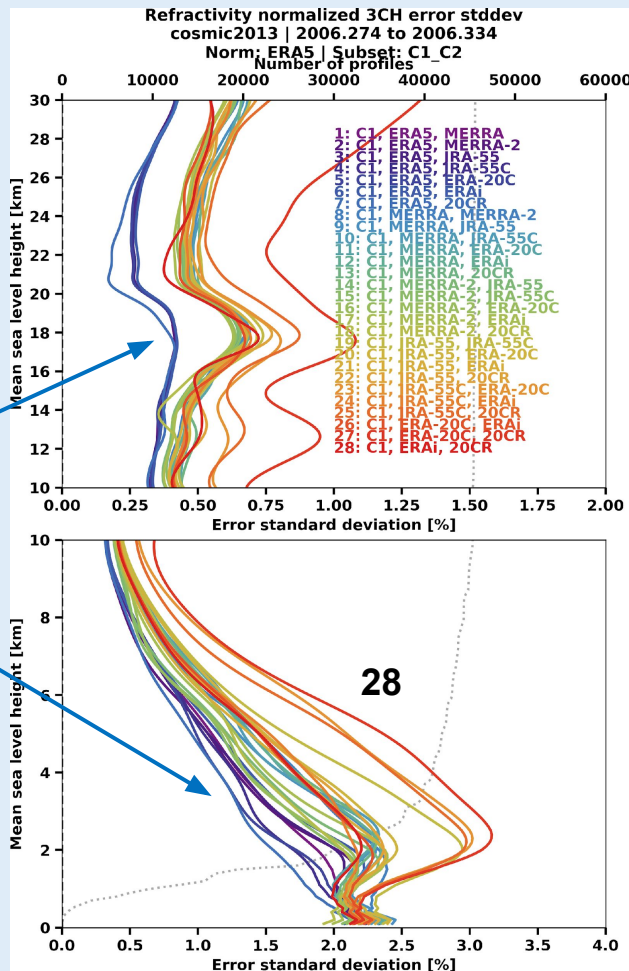 Refractivity normalized 3CH error stddev
cosmic2013 | 2006.274 to 2006.334
Norm: ERA5 | Subset: C1_C2
Number of profiles
0 10000 20000 30000 40000 50000 60000
30
28
26
24
22
20
18
16
14
12
10
Mean sea level height [km]
1: C1, ERA5, MERRA
2: C1, ERA5, MERRA-2
3: C1, ERA5, JRA-55
4: C1, ERA5, JRA-55C
5: C1, ERA5, ERA-20C
6: C1, ERA5, ERAi
7: C1, ERA5, 20CR
8: C1, MERRA, MERRA-2
9: C1, MERRA, JRA-55
10: C1, MERRA, JRA-55C
11: C1, MERRA, ERA-20C
12: C1, MERRA, ERAi
13: C1, MERRA, 20CR
14: C1, MERRA-2, JRA-55
15: C1, MERRA-2, JRA-55C
16: C1, MERRA-2, ERA-20C
17: C1, MERRA-2, ERAi
18: C1, MERRA-2, 20CR
19: C1, JRA-55, JRA-55C
20: C1, JRA-55, ERA-20C
21: C1, JRA-55, ERAi
22: C1, JRA-55, 20CR
23: C1, JRA-55C, ERA-20C
24: C1, JRA-55C, ERAi
25: C1, JRA-55C, 20CR
26: C1, ERA-20C, ERAi
27: C1, ERA-20C, 20CR
28: C1, ERAi, 20CR
0.00 0.25 0.50 0.75 1.00 1.25 1.50 1.75 2.00
Error standard deviation [%]
10
8
6
4
2
0
Mean sea level height [km]
28
0.0 0.5 1.0 1.5 2.0 2.5 3.0 3.5 4.0
Error standard deviation [%]